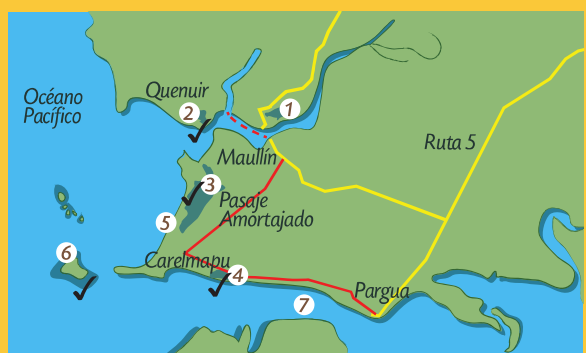 Océano
Pacífico
Quenuir
2
1
Maullín
Ruta 5
3
Pasaje
Amortajado
5
6
Carelmapu
4
7
Pargua